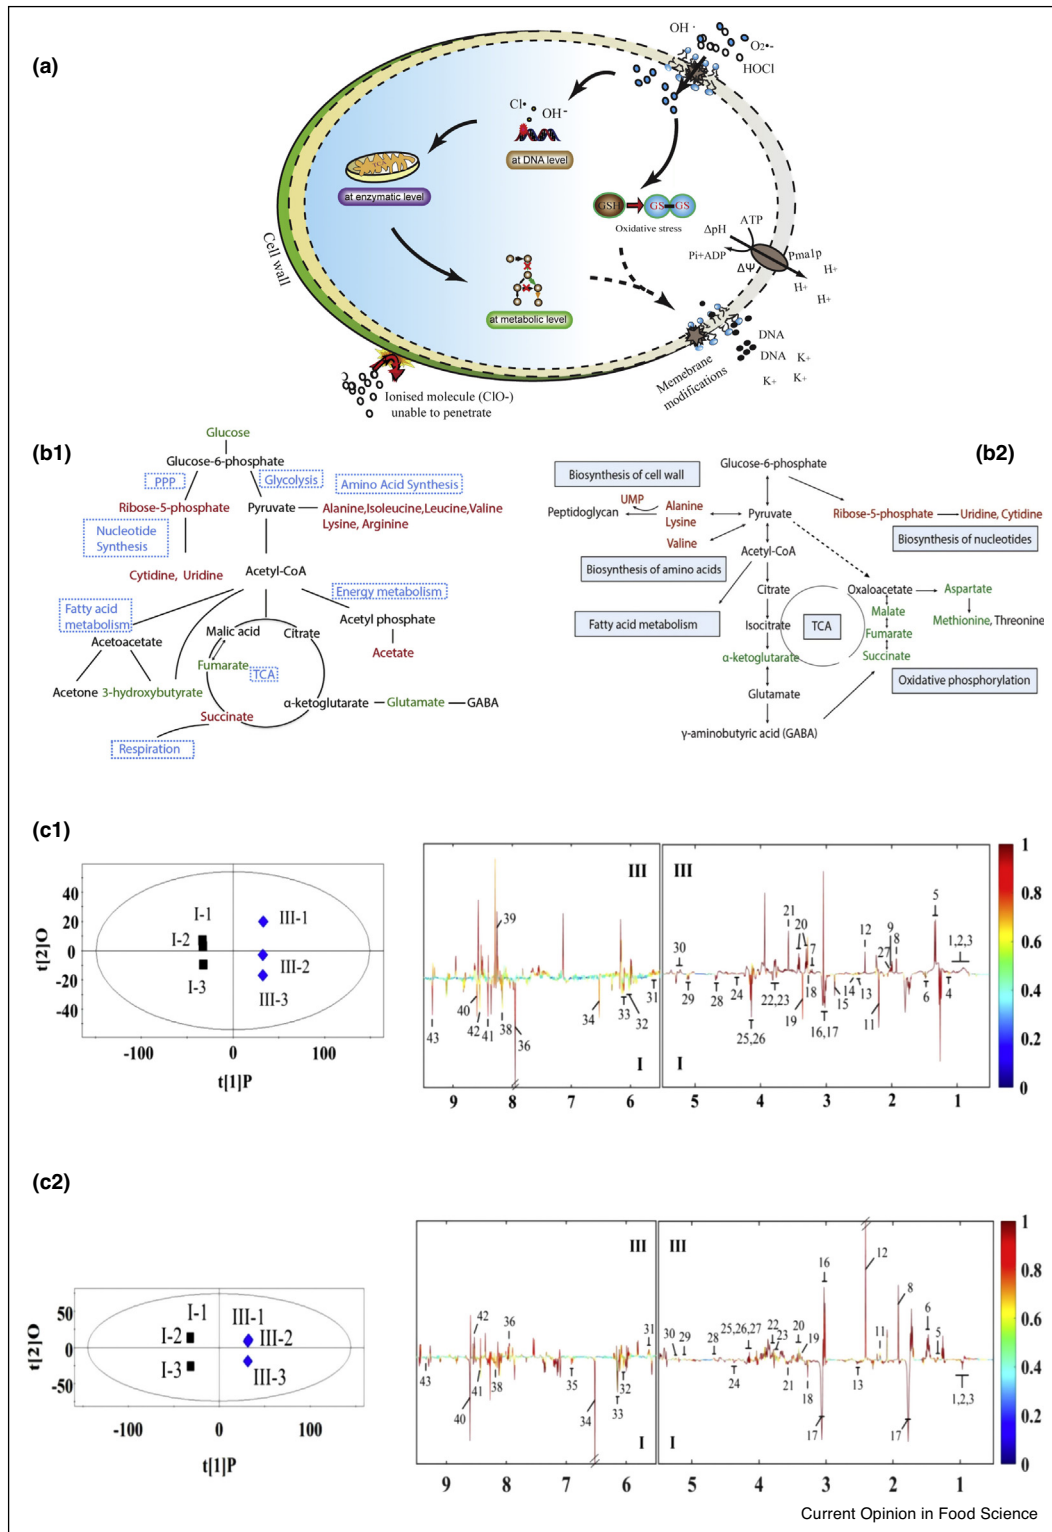 (a)
OH ·
O2•-
HOCl
Cl•
OH -
at DNA level
at enzymatic level
GSH
GS
GS
Oxidative stress
ATP
ΔpH
Pi+ADP
ΔΨ
Pma1p
H+
H+
H+
at metabolic level
Cell wall
DNA
DNA
K+
K+
K+
Memebrane
modifications
Ionised molecule (ClO-)
unable to penetrate
(b1)
Glucose
Glucose-6-phosphate
PPP
Glycolysis
Amino Acid Synthesis
Ribose-5-phosphate
Pyruvate
Alanine,Isoleucine,Leucine,Valine
Lysine, Arginine
Nucleotide
Synthesis
Cytidine, Uridine
Acetyl-CoA
Energy metabolism
Fatty acid
metabolism
Acetyl phosphate
Acetoacetate
Malic acid
Citrate
Acetate
Fumarate
TCA
Acetone
3-hydroxybutyrate
α-ketoglutarate
Glutamate
GABA
Succinate
Respiration
(b2)
Glucose-6-phosphate
Biosynthesis of cell wall
UMP
Alanine
Lysine
Peptidoglycan
Pyruvate
Ribose-5-phosphate
Uridine, Cytidine
Valine
Biosynthesis of nucleotides
Acetyl-CoA
Biosynthesis of amino acids
Citrate
Oxaloacetate
Aspartate
Malate
Fatty acid metabolism
Isocitrate
TCA
Fumarate
Methionine, Threonine
α-ketoglutarate
Succinate
Oxidative phosphorylation
Glutamate
γ-aminobutyric acid (GABA)
(c1)
t[2]O
40
20
0
-20
-40
I-1
I-2
I-3
III-1
III-2
III-3
-100
0
100
t[1]P
III
39
40
43
42
41
38
36
34
33
32
31
I
9
8
7
6
III
30
29
28
24
21
20
7
22,23
25,26
19
18
16,17
15
14
13
12
11
27
9
8
6
5
4
1,2,3
I
5
4
3
2
1
1
0.8
0.6
0.4
0.2
0
(c2)
t[2]O
50
0
-50
I-1
I-2
I-3
III-1
III-2
III-3
-100
0
100
t[1]P
III
42
36
31
43
41
38
40
35
34
33
32
I
9
8
7
6
III
30
29
28
25,26,27
22
23
20
19
16
12
11
8
6
5
24
21
18
17
13
17
1,2,3
I
5
4
3
2
1
1
0.8
0.6
0.4
0.2
0
Current Opinion in Food Science